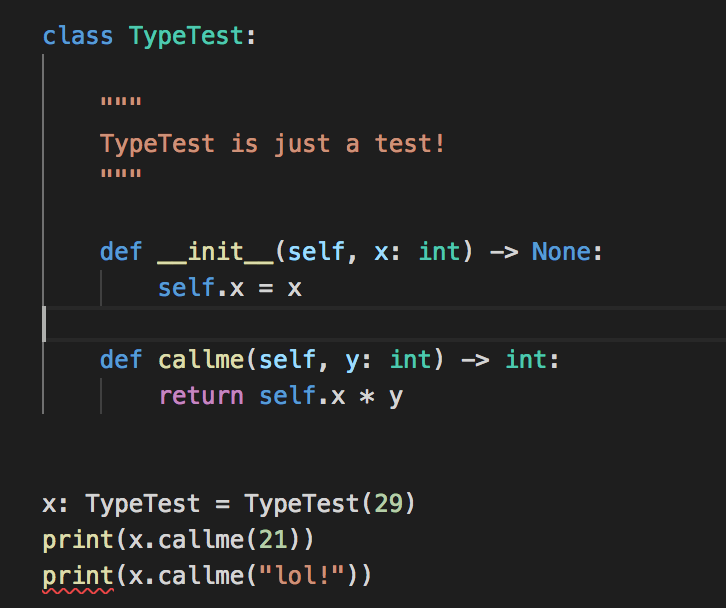 class TypeTest:
"""
TypeTest is just a test!
"""
def __init__(self, x: int) -> None:
self.x = x
def callme(self, y: int) -> int:
return self.x * y
x: TypeTest = TypeTest(29)
print(x.callme(21))
print(x.callme("lol!"))